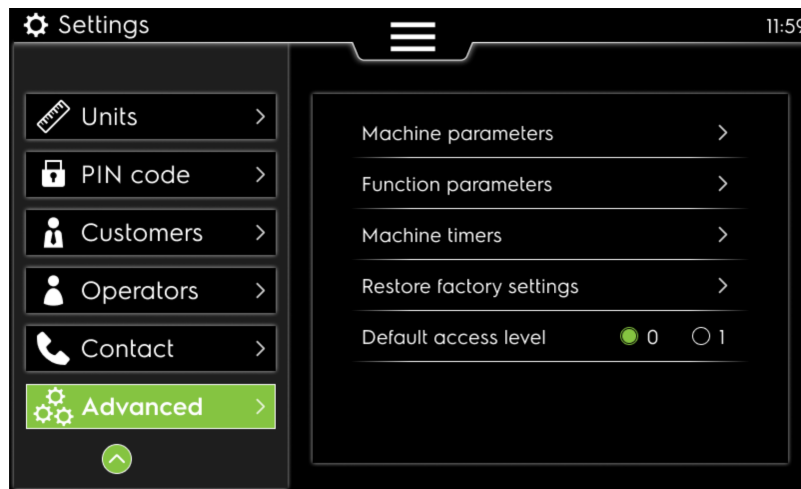 Settings
11:59
Units
PIN code
Customers
Operators
Contact
Advanced
Machine parameters
Function parameters
Machine timers
Restore factory settings
Default access level 0 1